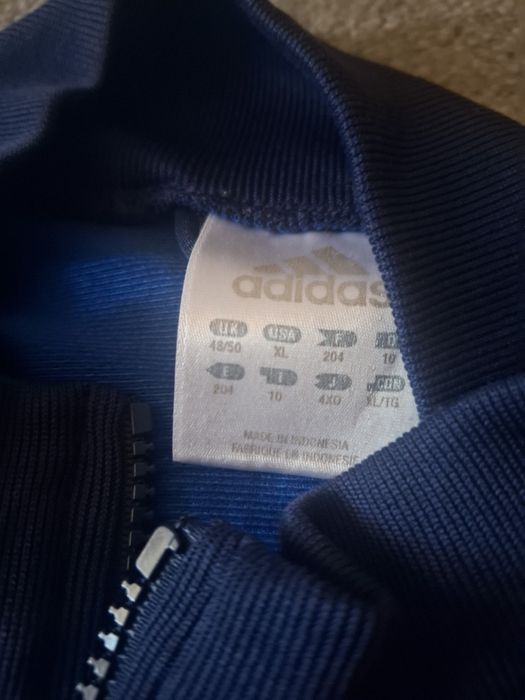 adidas
UK USA F D
48/50 XL 204 10
E I J CDN
204 10 4XO XL/TG
MADE IN INDONESIA
FABRIQUE EN INDONESIE